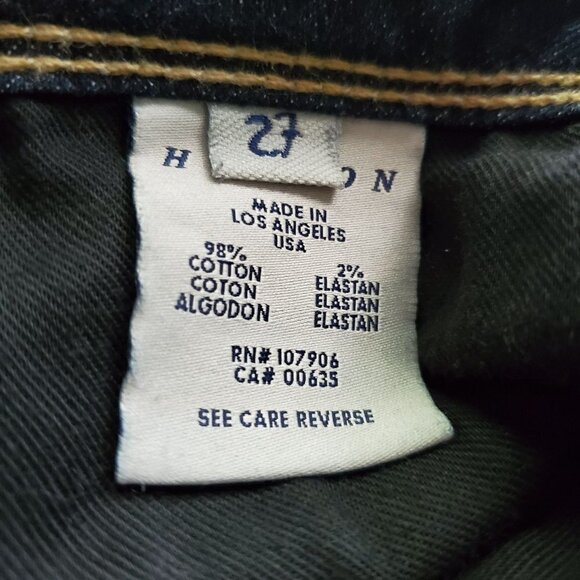 27
H ON
MADE IN
LOS ANGELES
USA
98% 2%
COTTON ELASTAN
COTON ELASTAN
ALGODON ELASTAN
RN# 107906
CA# 00635
SEE CARE REVERSE